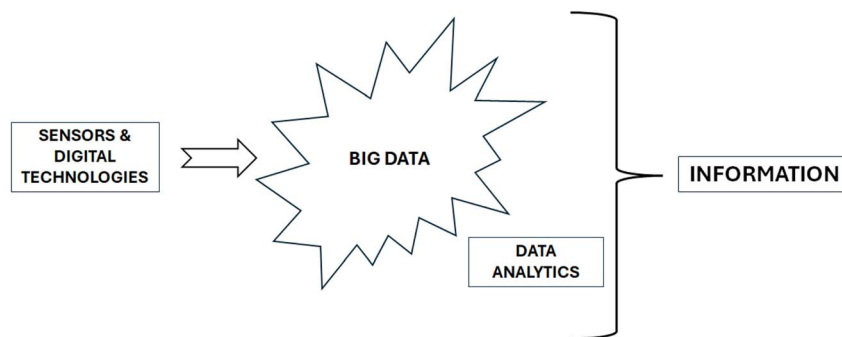 SENSORS &
DIGITAL
TECHNOLOGIES
BIG DATA
DATA
ANALYTICS
INFORMATION